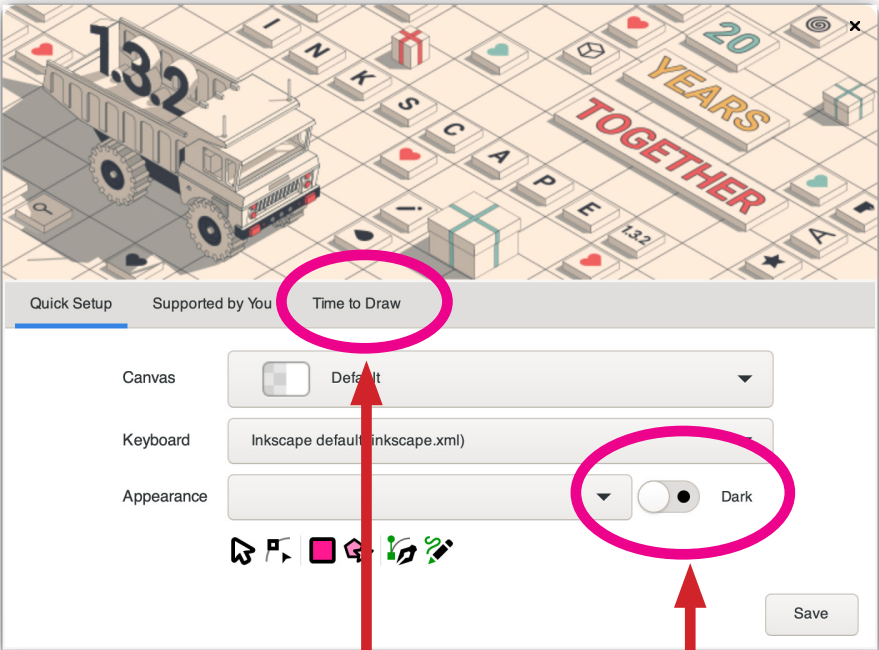 1.3.2
INKSCAPE
20
YEARS
TOGETHER
1.3.2
A
Quick Setup Supported by You Time to Draw
Canvas Default
Keyboard Inkscape default inkscape.xml)
Appearance Dark
Save